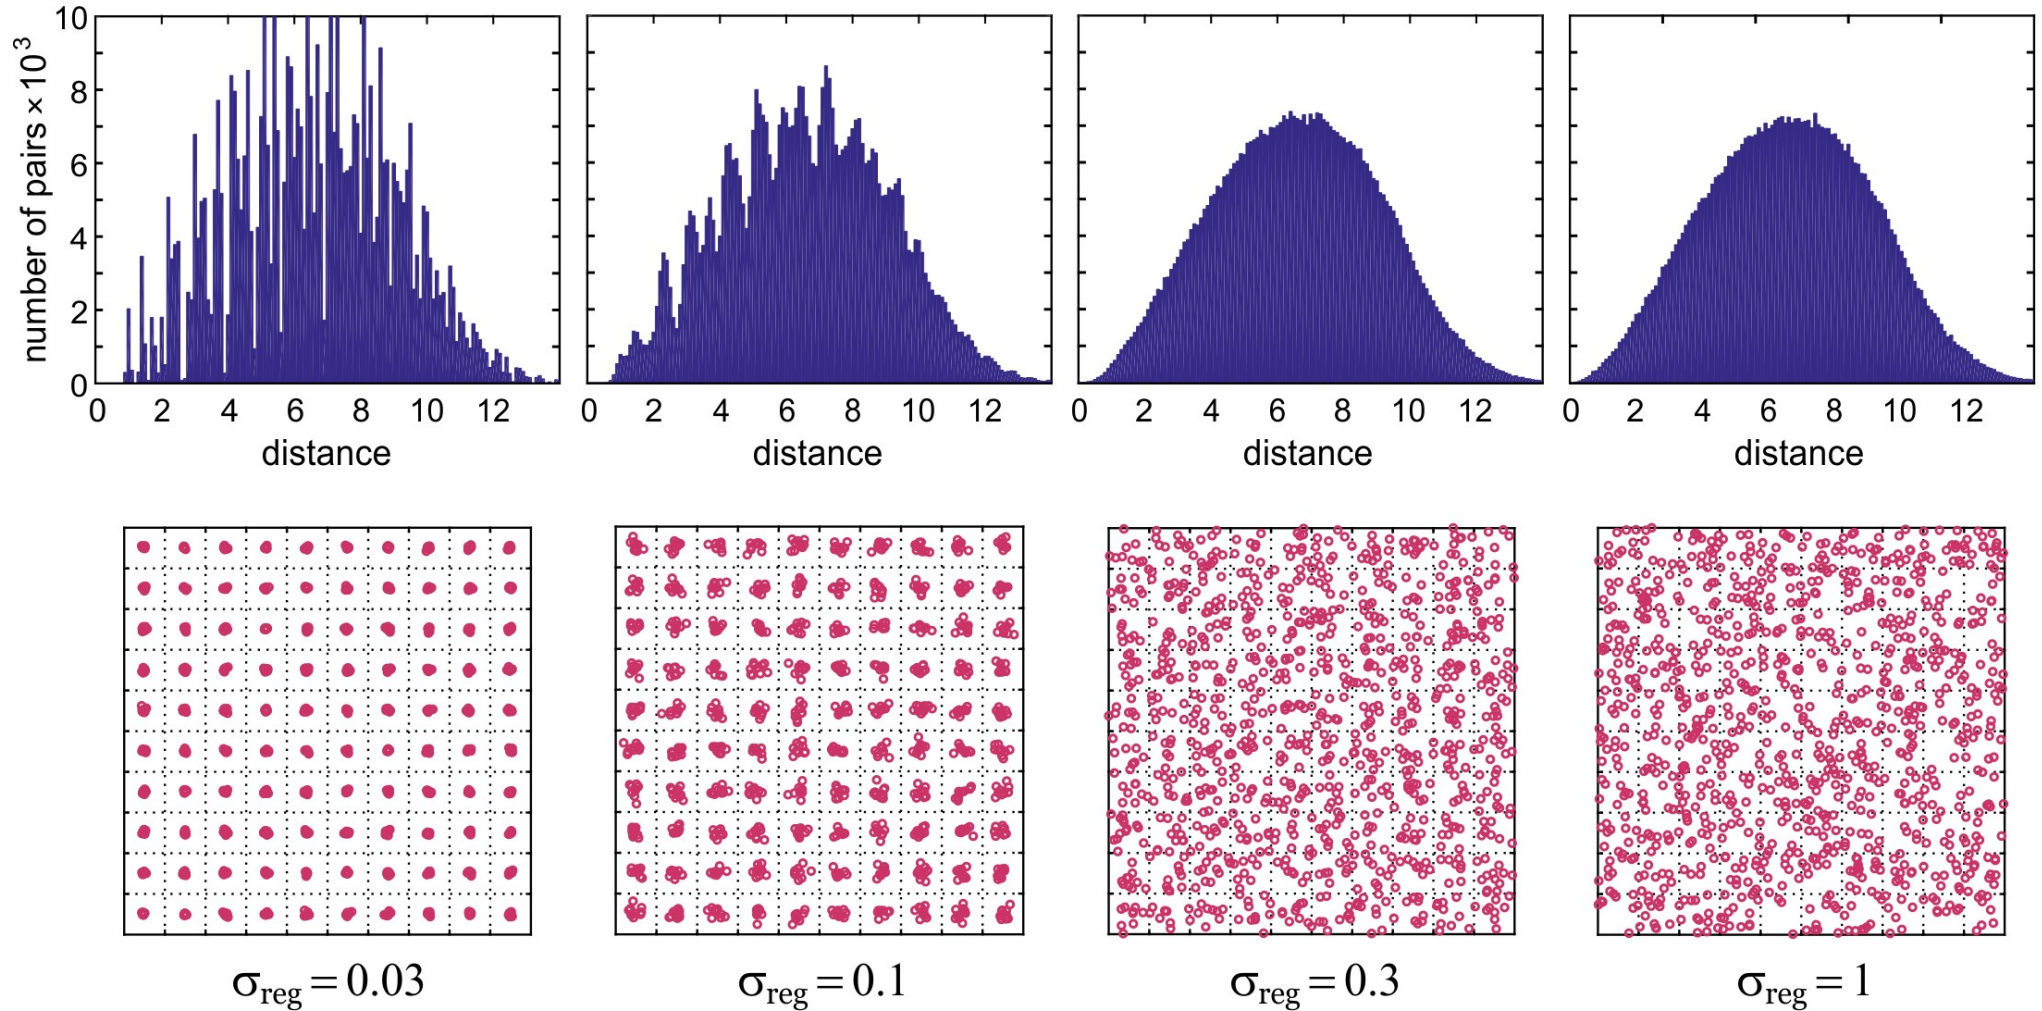 number of pairs × 10³
10
8
6
4
2
0
0 2 4 6 8 10 12
0 2 4 6 8 10 12
0 2 4 6 8 10 12
0 2 4 6 8 10 12
distance
distance
distance
distance
σreg = 0.03
σreg = 0.1
σreg = 0.3
σreg = 1